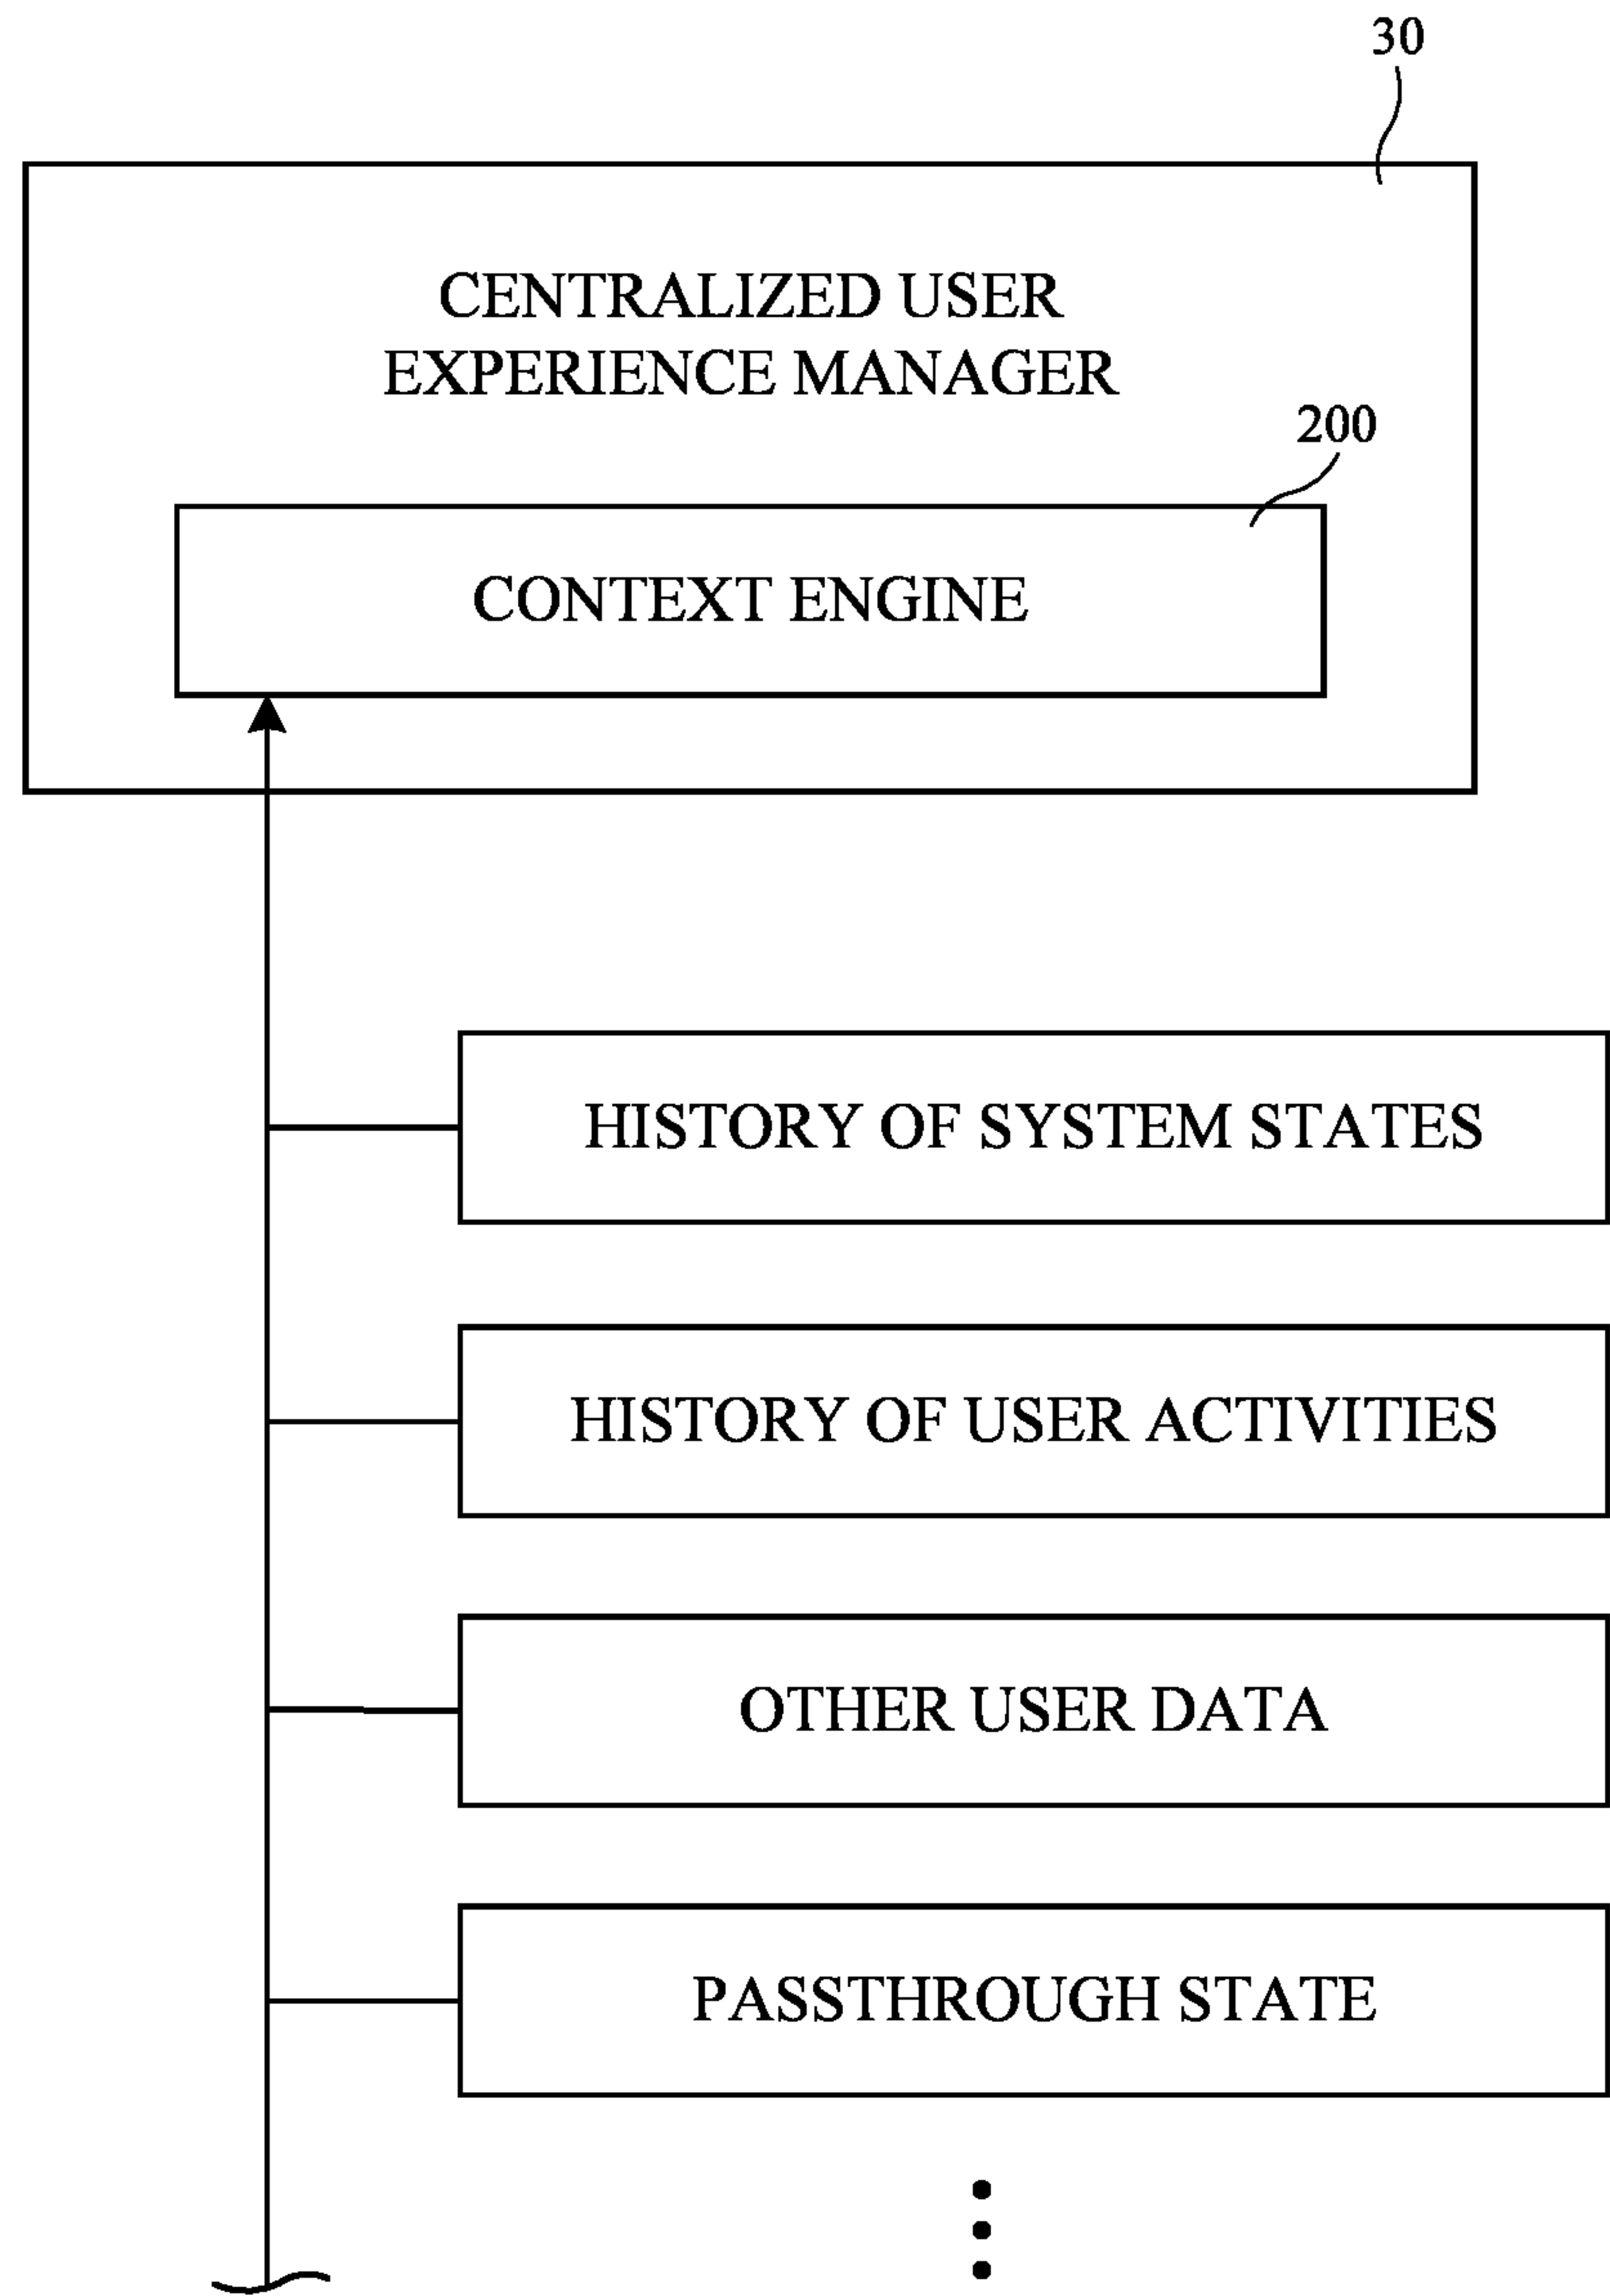 30
CENTRALIZED USER
EXPERIENCE MANAGER
200
CONTEXT ENGINE
HISTORY OF SYSTEM STATES
HISTORY OF USER ACTIVITIES
OTHER USER DATA
PASSTHROUGH STATE